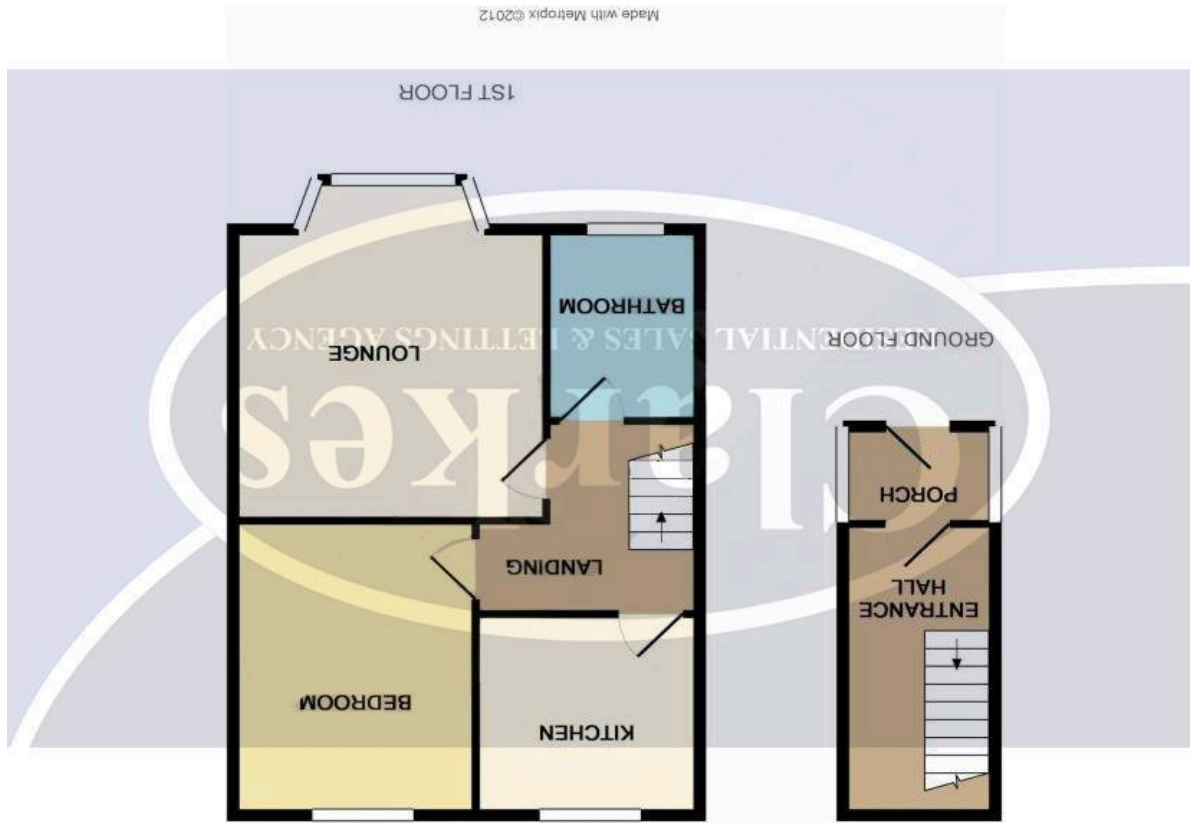 ENTRANCE
HALL
PORCH
GROUND FLOOR
KITCHEN
BEDROOM
LANDING
Clarkes
RESIDENTIAL SALES & LETTINGS AGENCY
LOUNGE
BATHROOM
1ST FLOOR
Made with Metropix ©2012